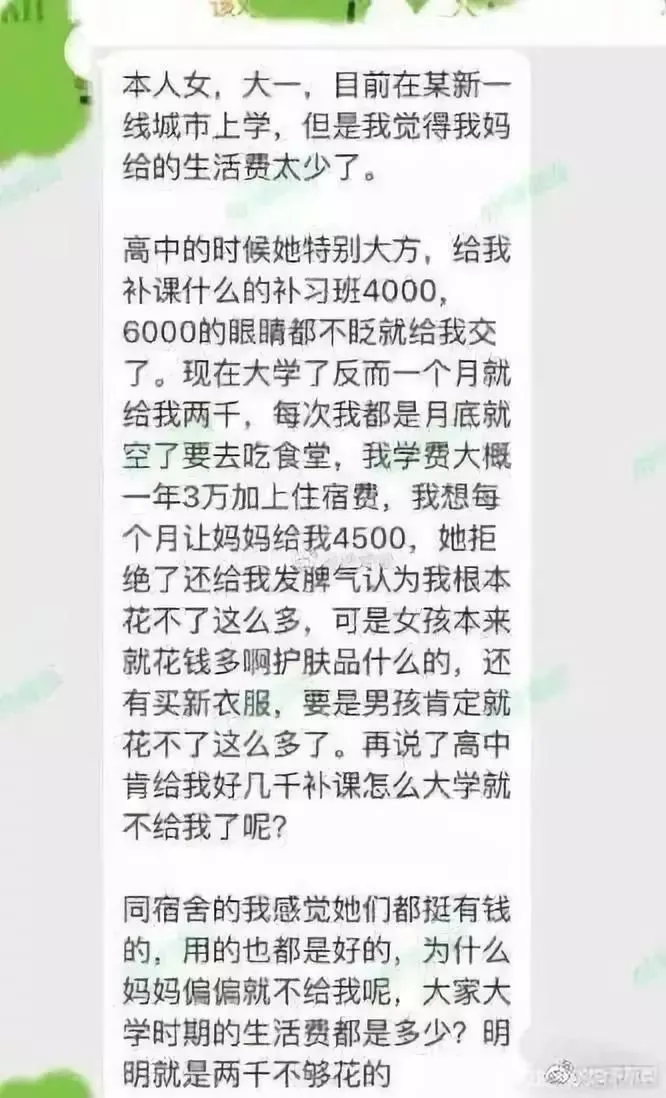 本人女，大一，目前在某新一
线城市上学，但是我觉得我妈
给的生活费太少了。
高中的时候她特别大方，给我
补课什么的补习班4000，
6000的眼睛都不眨就给我交
了。现在大学了反而一个月就
给我两千，每次我都是月底就
空了要去吃食堂，我学费大概
一年3万加上住宿费，我想每
个月让妈妈给我4500，她拒
绝了还给我发脾气认为我根本
花不了这么多，可是女孩本来
就花钱多啊护肤品什么的，还
有买新衣服，要是男孩肯定就
花不了这么多了。再说了高中
肯给我好几千补课怎么大学就
不给我了呢？
同宿舍的我感觉她们都挺有钱
的，用的也都是好的，为什么
妈妈偏偏就不给我呢，大家大
学时期的生活费都是多少？明
明就是两千不够花的